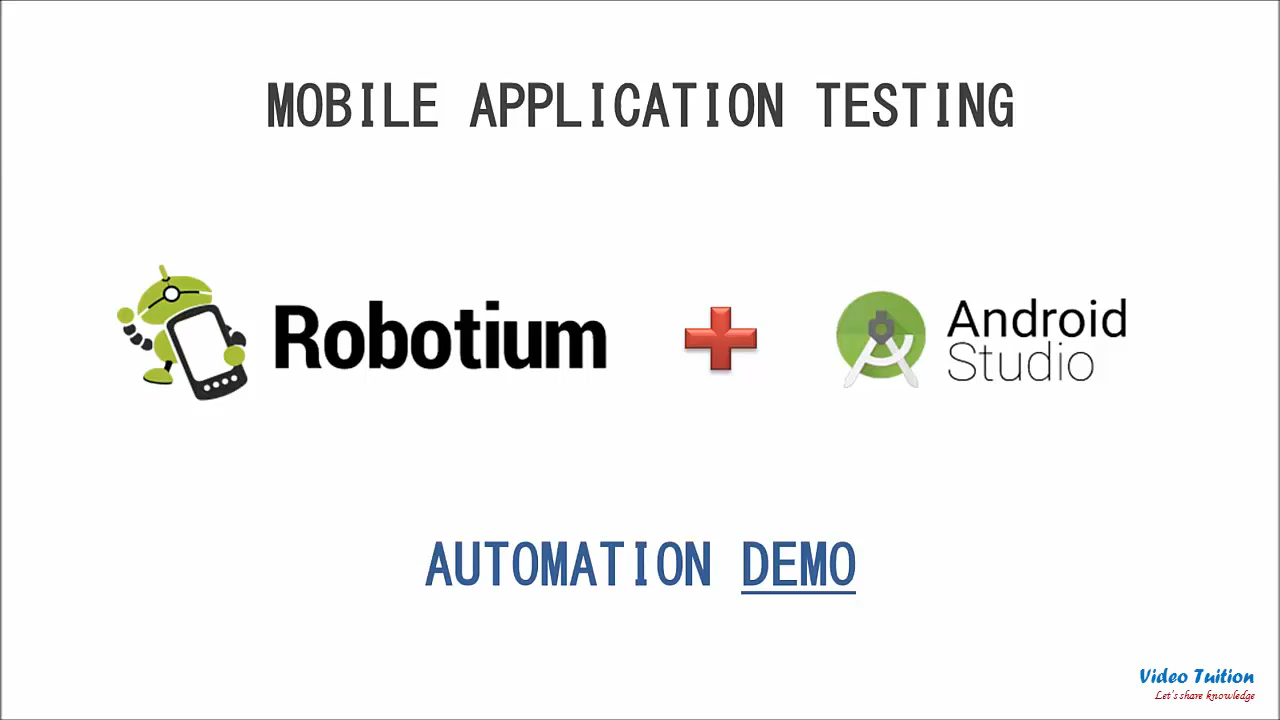 MOBILE APPLICATION TESTING
Robotium
Android
Studio
AUTOMATION DEMO
Video Tuition
Let's share knowledge